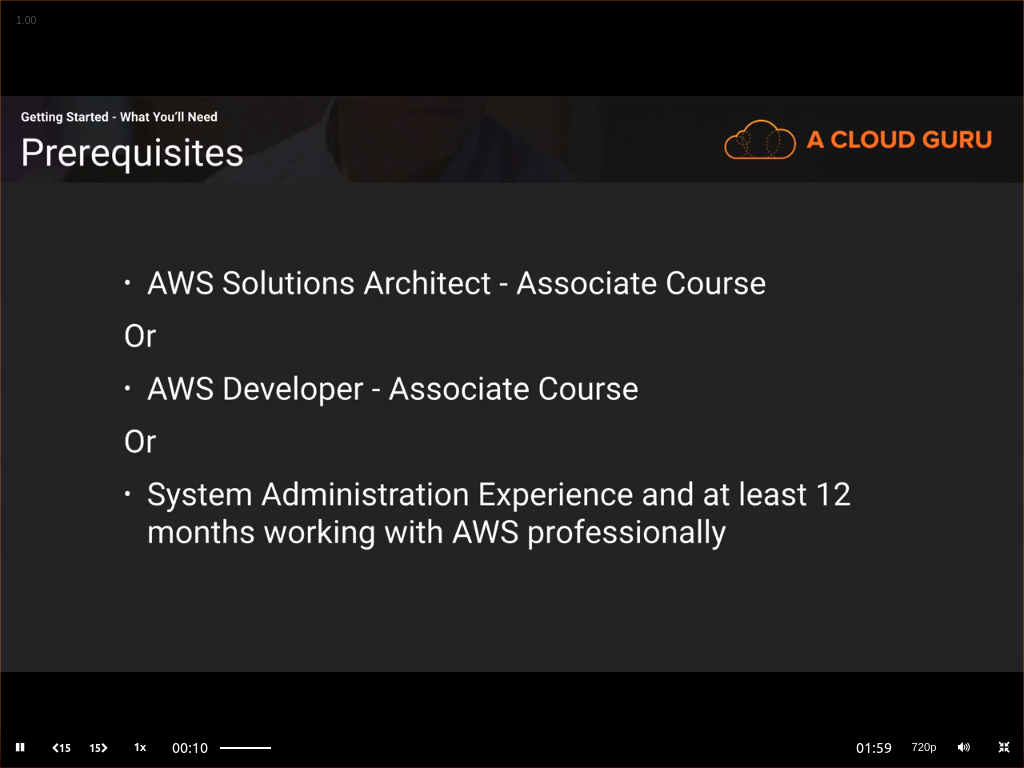 1.00
Getting Started - What You’ll Need
Prerequisites
A CLOUD GURU
• AWS Solutions Architect - Associate Course
Or
• AWS Developer - Associate Course
Or
• System Administration Experience and at least 12
months working with AWS professionally
15 15 1x 00:10 01:59 720p